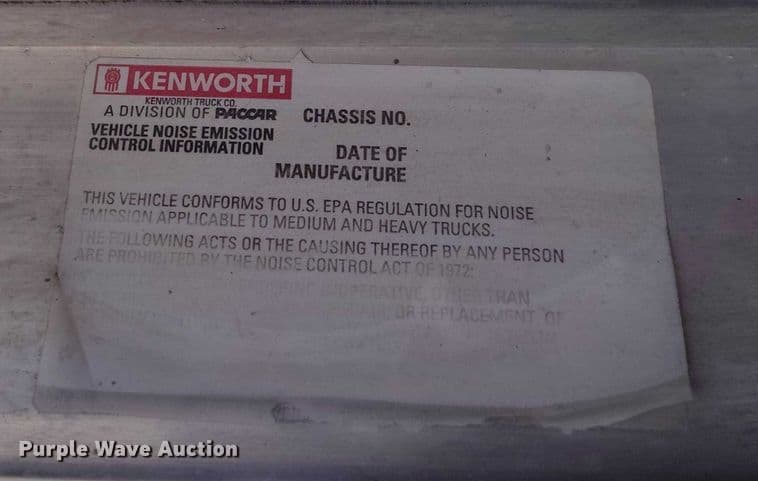 KENWORTH
KENWORTH TRUCK CO.
A DIVISION OF PACCAR
CHASSIS NO.
VEHICLE NOISE EMISSION
CONTROL INFORMATION
DATE OF
MANUFACTURE
THIS VEHICLE CONFORMS TO U.S. EPA REGULATION FOR NOISE
EMISSION APPLICABLE TO MEDIUM AND HEAVY TRUCKS.
THE FOLLOWING ACTS OR THE CAUSING THEREOF BY ANY PERSON
ARE PROHIBITED BY THE NOISE CONTROL ACT OF 1972:
INOPERATIVE, OTHER THAN
OR REPLACEMENT OF
Purple Wave Auction